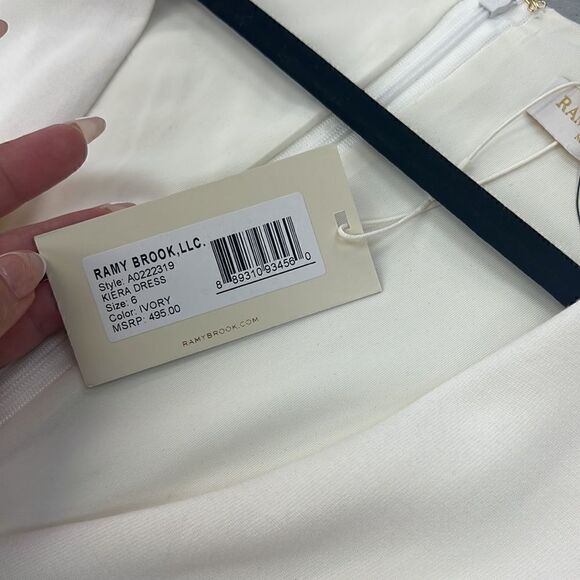 RAMY BROOK,LLC.
Style: A0222319
KIERA DRESS
Size: 6
Color: IVORY
MSRP: 495.00
8 89310 93456 0
RAMYBROOK.COM